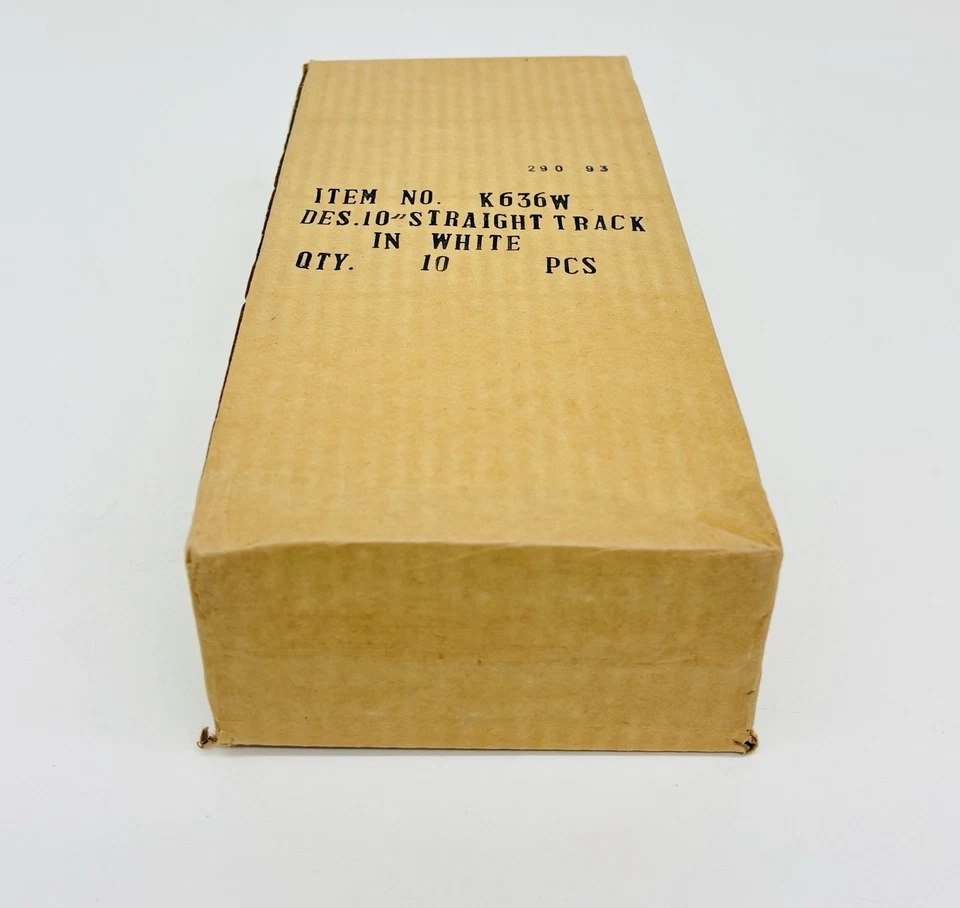 290 93
ITEM NO. K636W
DES.10"STRAIGHT TRACK
IN WHITE
QTY. 10 PCS